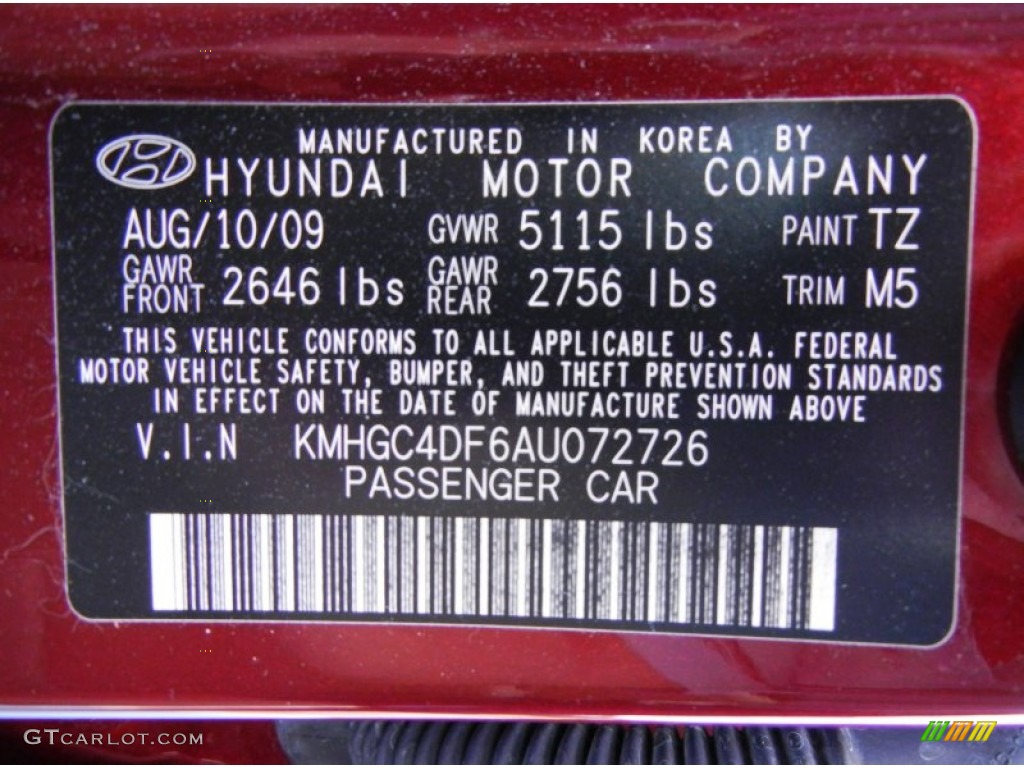 MANUFACTURED IN KOREA BY
HYUNDAI MOTOR COMPANY
AUG/10/09 GVWR 5115 lbs PAINT TZ
GAWR FRONT 2646 lbs GAWR REAR 2756 lbs TRIM M5
THIS VEHICLE CONFORMS TO ALL APPLICABLE U.S.A. FEDERAL
MOTOR VEHICLE SAFETY, BUMPER, AND THEFT PREVENTION STANDARDS
IN EFFECT ON THE DATE OF MANUFACTURE SHOWN ABOVE
V.I.N KMHGC4DF6AU072726
PASSENGER CAR
GTCARLOT.COM